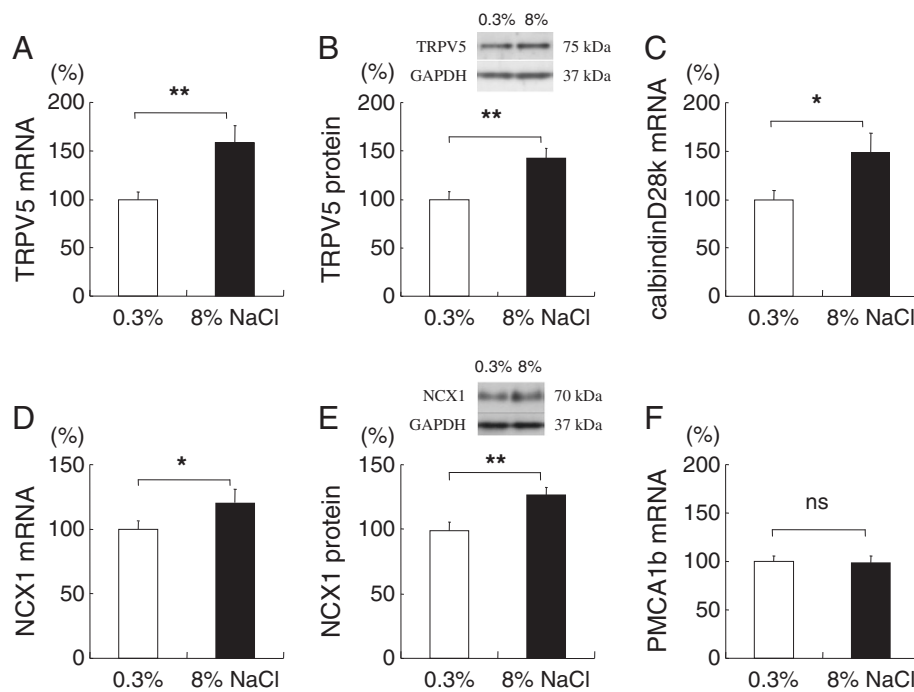 A
(%)
TRPV5 mRNA
200
150
100
50
0
**
0.3%
8% NaCl
B
0.3% 8%
TRPV5 75 kDa
GAPDH 37 kDa
(%)
TRPV5 protein
200
150
100
50
0
**
0.3%
8% NaCl
C
(%)
calbindinD28k mRNA
200
150
100
50
0
*
0.3%
8% NaCl
D
(%)
NCX1 mRNA
150
100
50
0
*
0.3%
8% NaCl
E
0.3% 8%
NCX1 70 kDa
GAPDH 37 kDa
(%)
NCX1 protein
150
100
50
0
**
0.3%
8% NaCl
F
(%)
PMCA1b mRNA
200
150
100
50
0
ns
0.3%
8% NaCl